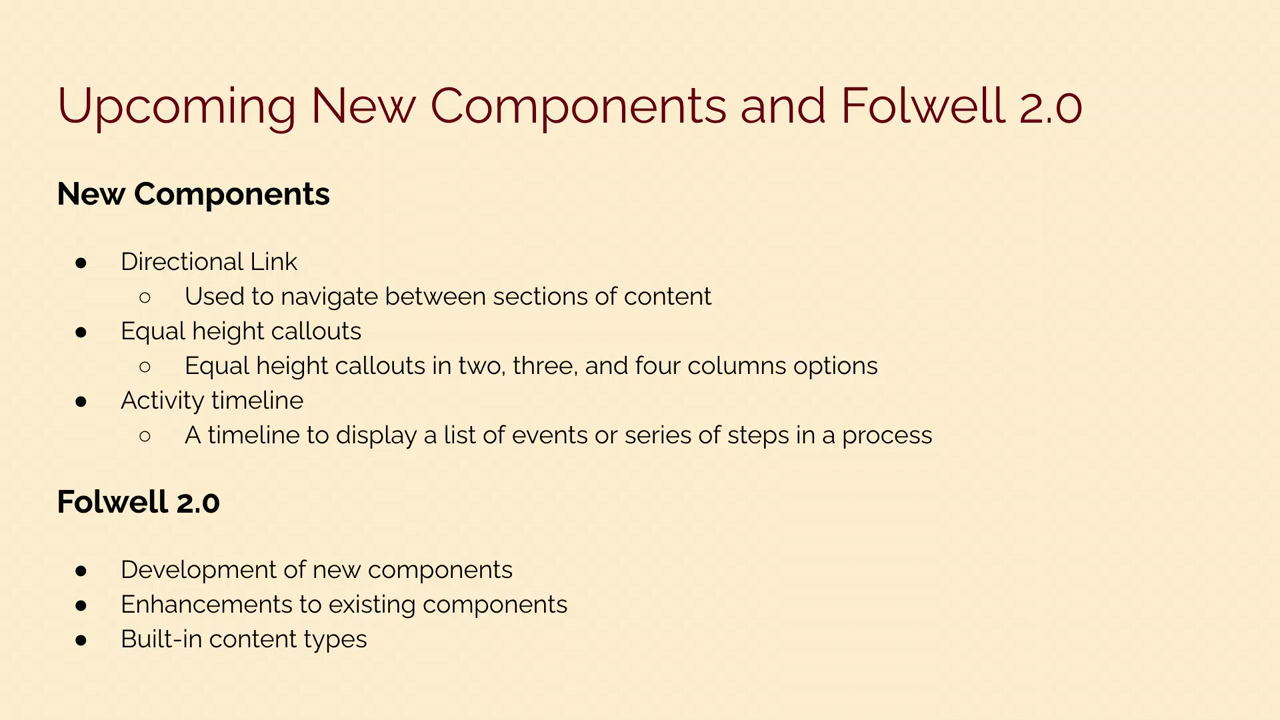 Upcoming New Components and Folwell 2.0
New Components
● Directional Link
○ Used to navigate between sections of content
● Equal height callouts
○ Equal height callouts in two, three, and four columns options
● Activity timeline
○ A timeline to display a list of events or series of steps in a process
Folwell 2.0
● Development of new components
● Enhancements to existing components
● Built-in content types